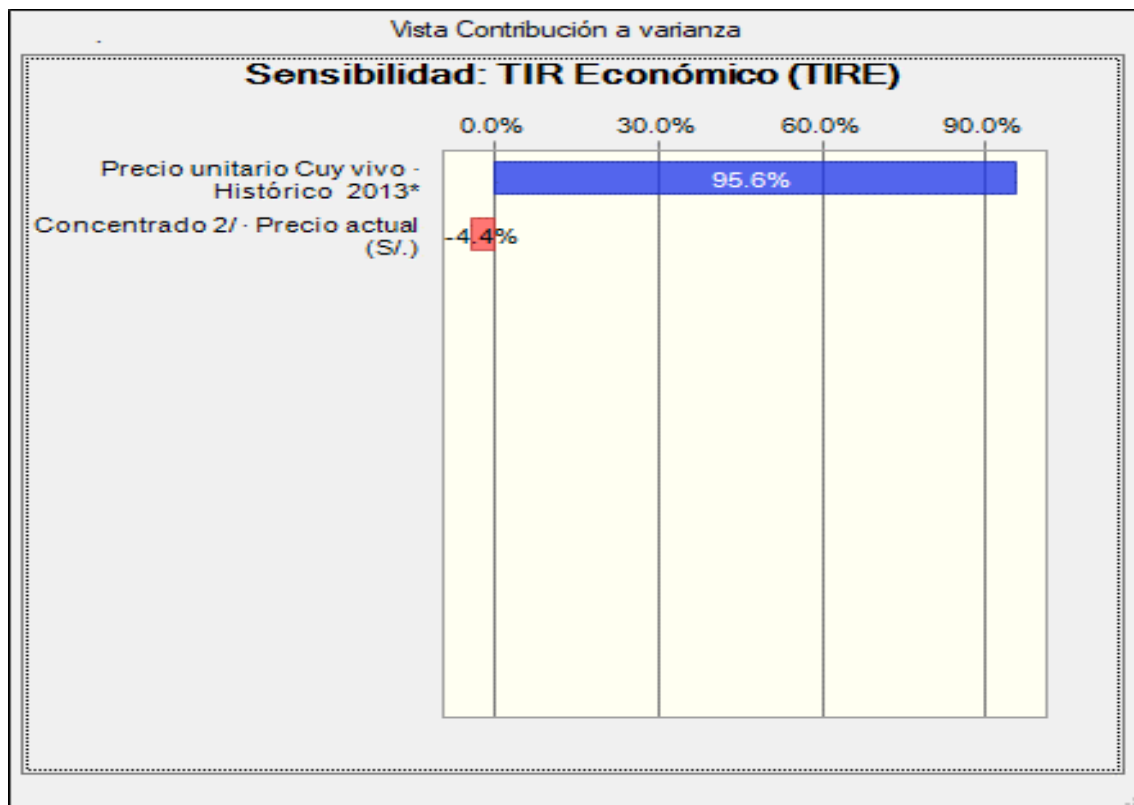 Vista Contribución a varianza
Sensibilidad: TIR Económico (TIRE)
0.0% 30.0% 60.0% 90.0%
Precio unitario Cuy vivo -
Histórico 2013*
95.6%
Concentrado 2/ - Precio actual
(S/.)
-4.4%